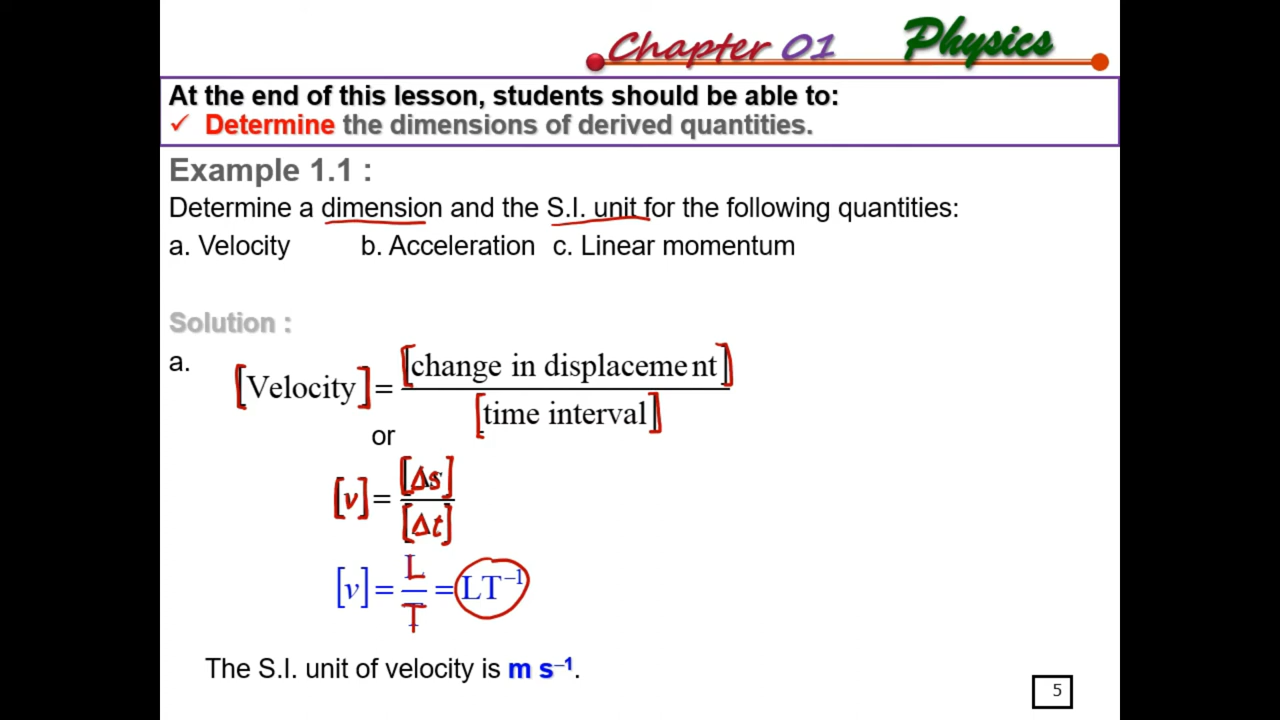 Chapter 01 Physics
At the end of this lesson, students should be able to:
✓ Determine the dimensions of derived quantities.
Example 1.1 :
Determine a dimension and the S.I. unit for the following quantities:
a. Velocity b. Acceleration c. Linear momentum
Solution :
a. [Velocity] = [change in displacement] / [time interval]
or
[v] = [Δs] / [Δt]
[v] = L / T = LT⁻¹
The S.I. unit of velocity is m s⁻¹.
5